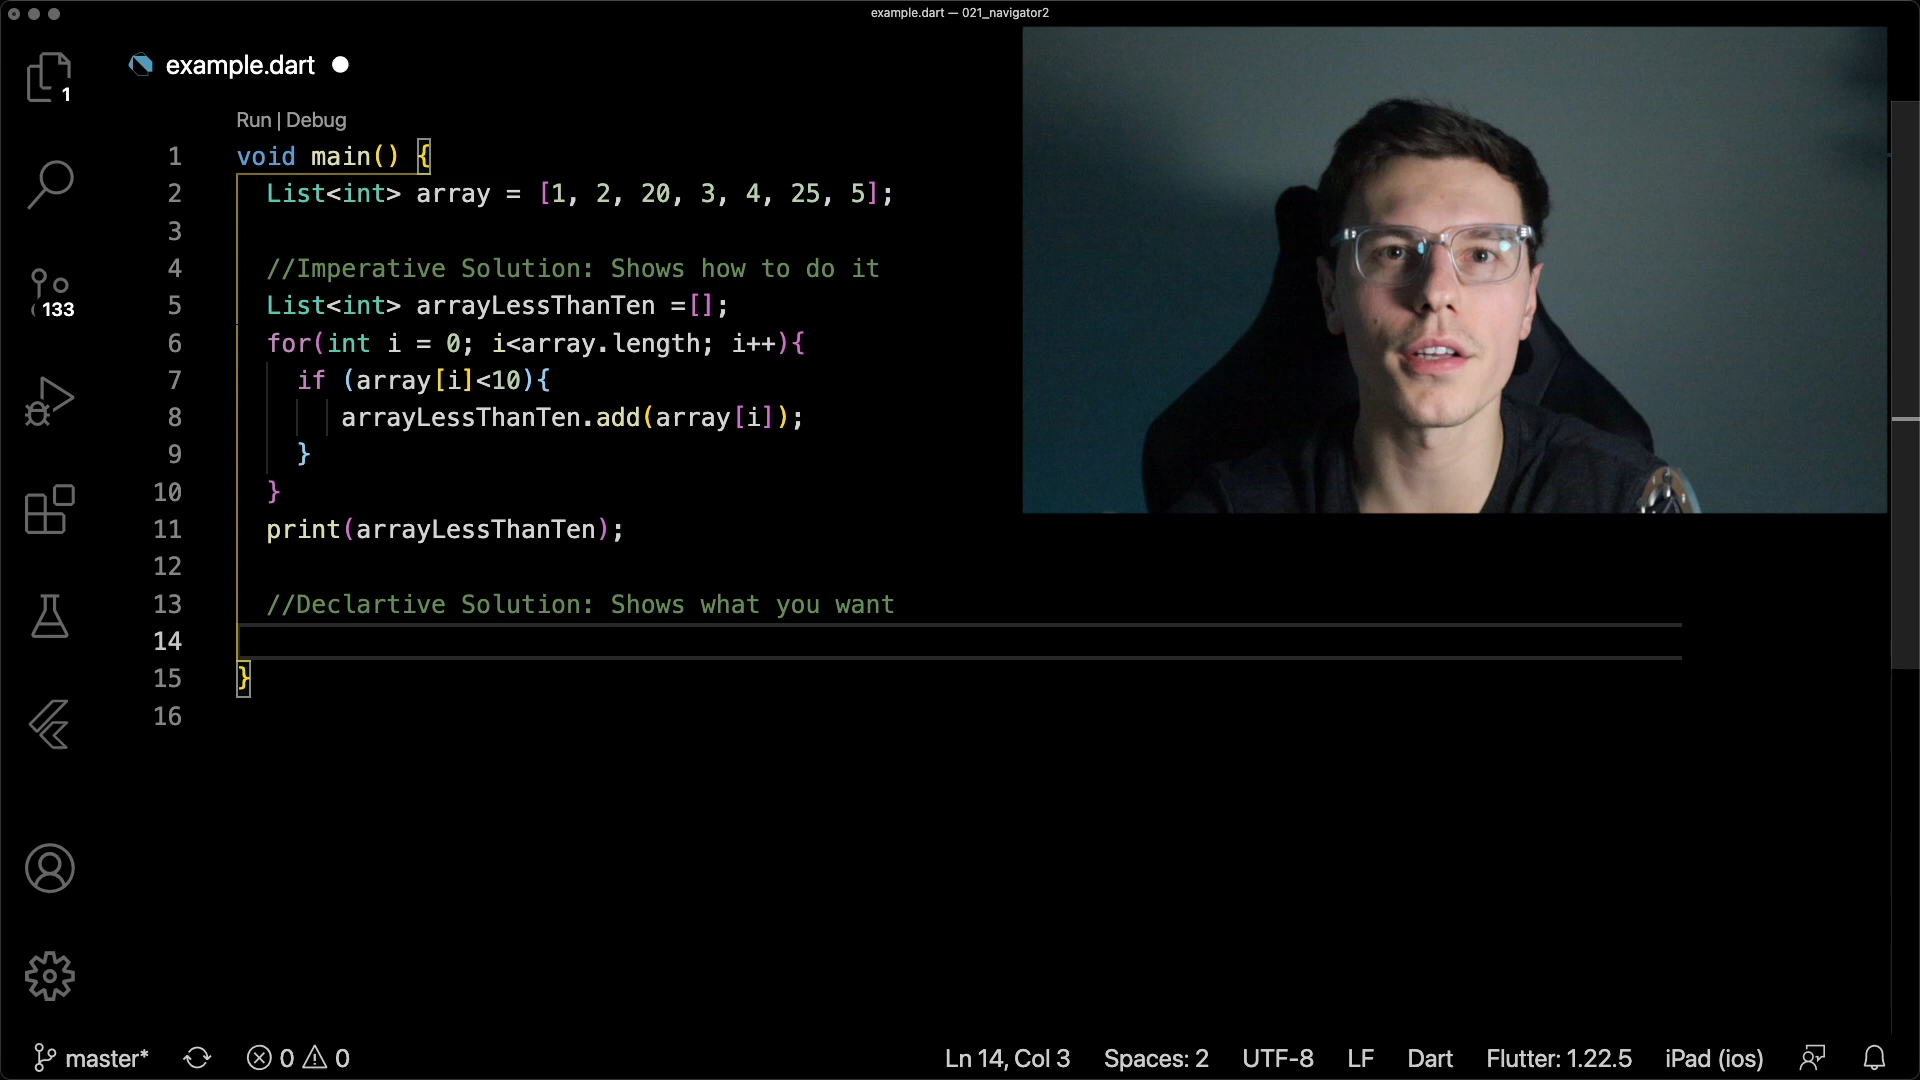 example.dart — 021_navigator2
example.dart
1
Run | Debug
1 void main() {
2 List<int> array = [1, 2, 20, 3, 4, 25, 5];
3
4 //Imperative Solution: Shows how to do it
5 List<int> arrayLessThanTen =[];
6 for(int i = 0; i<array.length; i++){
7 if (array[i]<10){
8 arrayLessThanTen.add(array[i]);
9 }
10 }
11 print(arrayLessThanTen);
12
13 //Declartive Solution: Shows what you want
14
15 }
16
133
master* 0 0 Ln 14, Col 3 Spaces: 2 UTF-8 LF Dart Flutter: 1.22.5 iPad (ios)